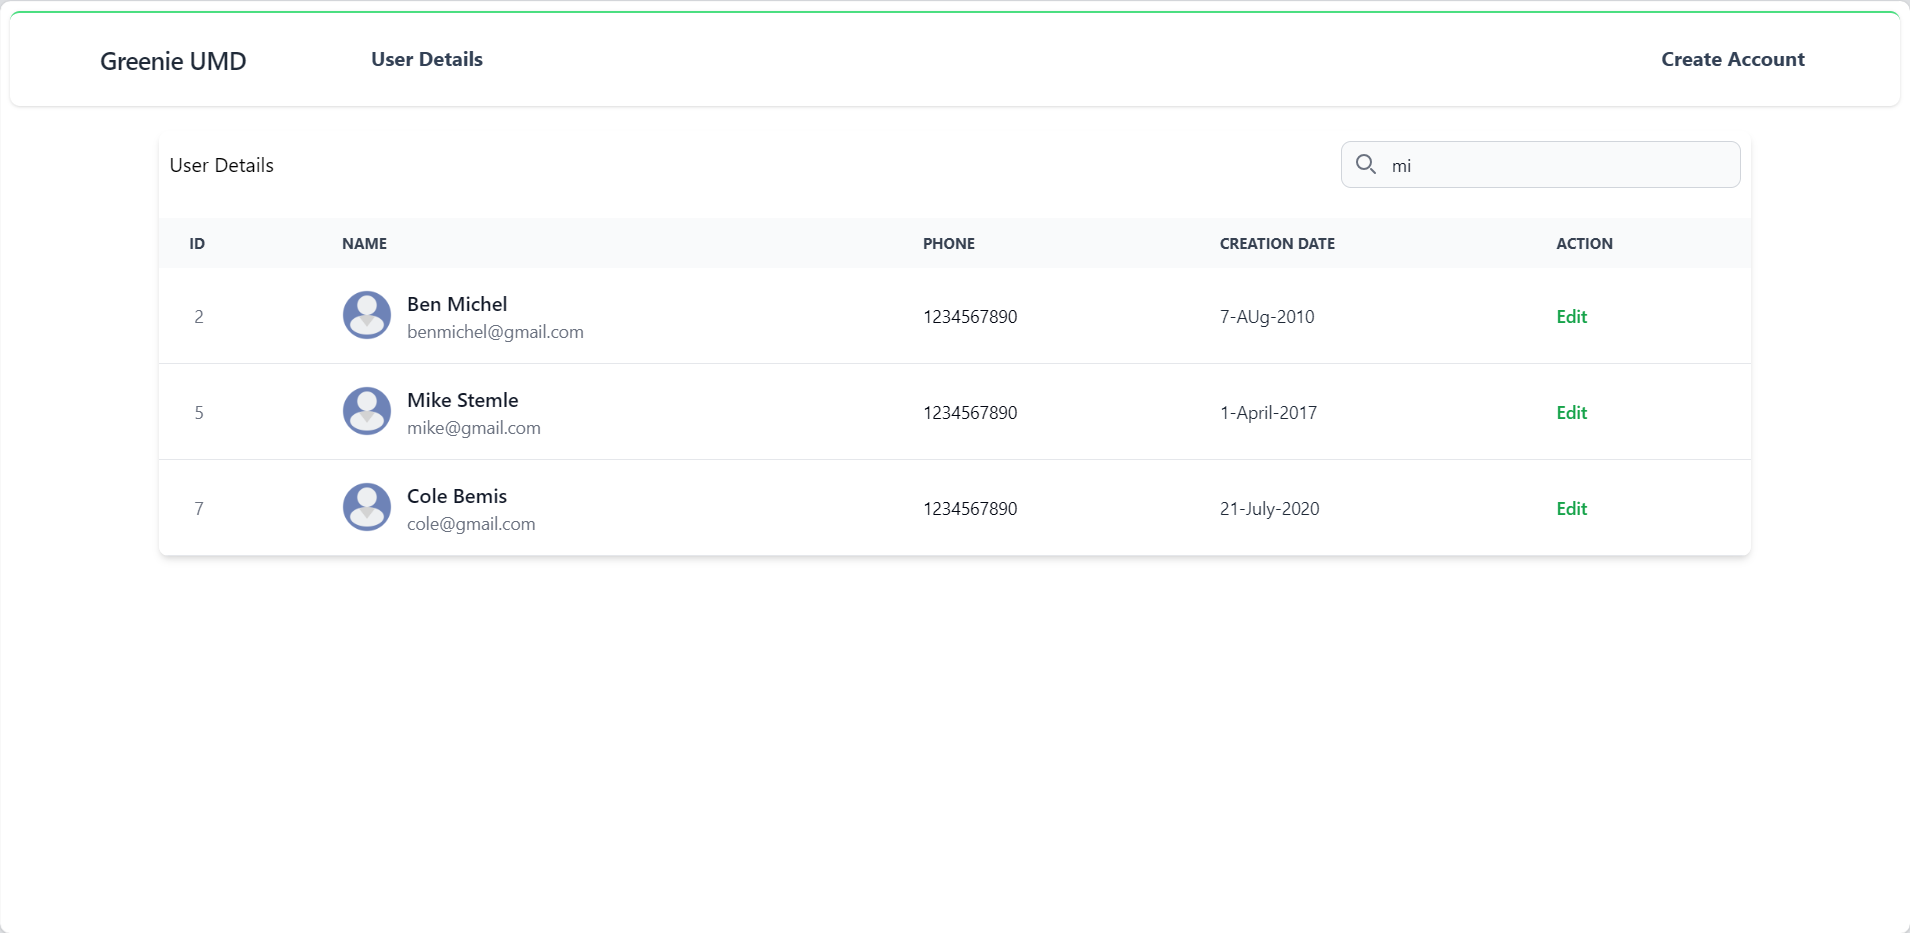 Greenie UMD User Details Create Account
User Details mi
ID NAME PHONE CREATION DATE ACTION
2 Ben Michel 1234567890 7-AUg-2010 Edit
benmichel@gmail.com
5 Mike Stemle 1234567890 1-April-2017 Edit
mike@gmail.com
7 Cole Bemis 1234567890 21-July-2020 Edit
cole@gmail.com